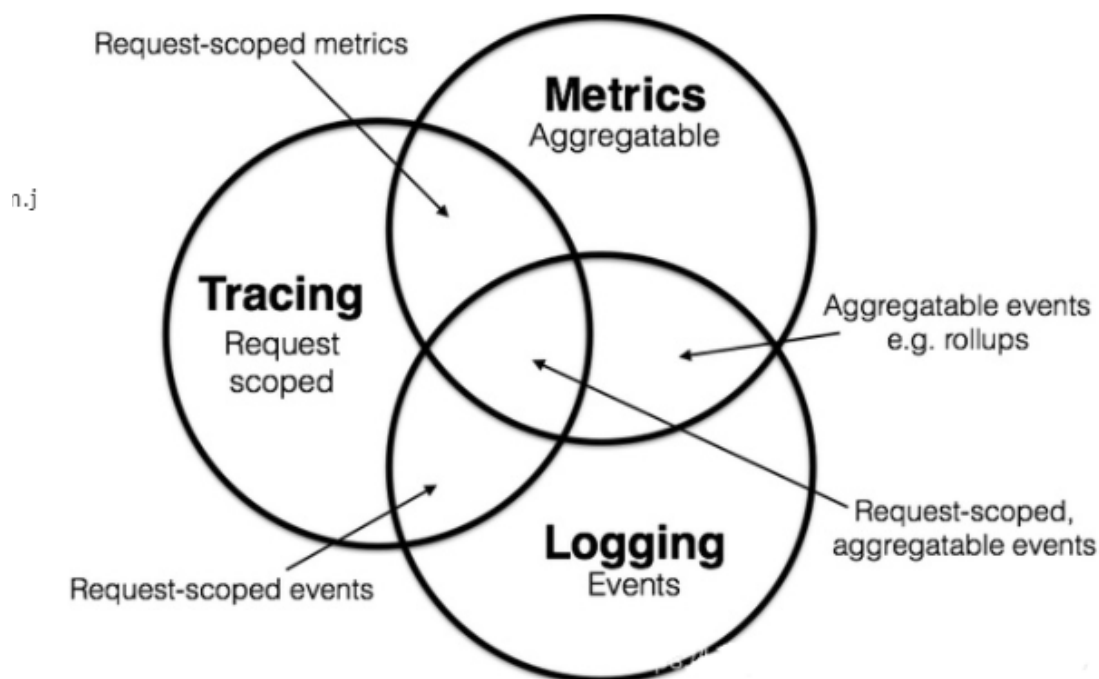 Request-scoped metrics
Metrics
Aggregatable
n.j
Tracing
Request
scoped
Aggregatable events
e.g. rollups
Request-scoped,
aggregatable events
Logging
Events
Request-scoped events